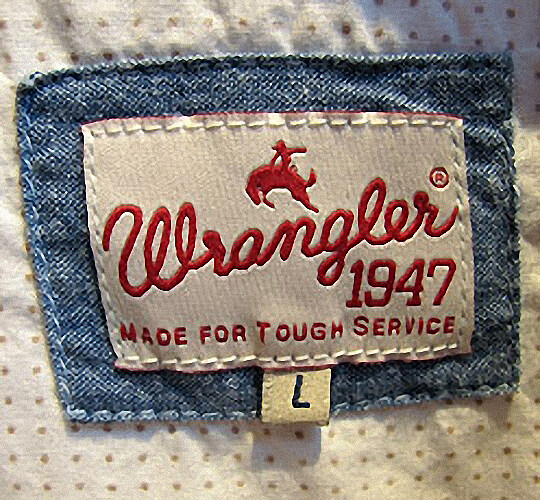 Wrangler®
1947
MADE FOR TOUGH SERVICE
L